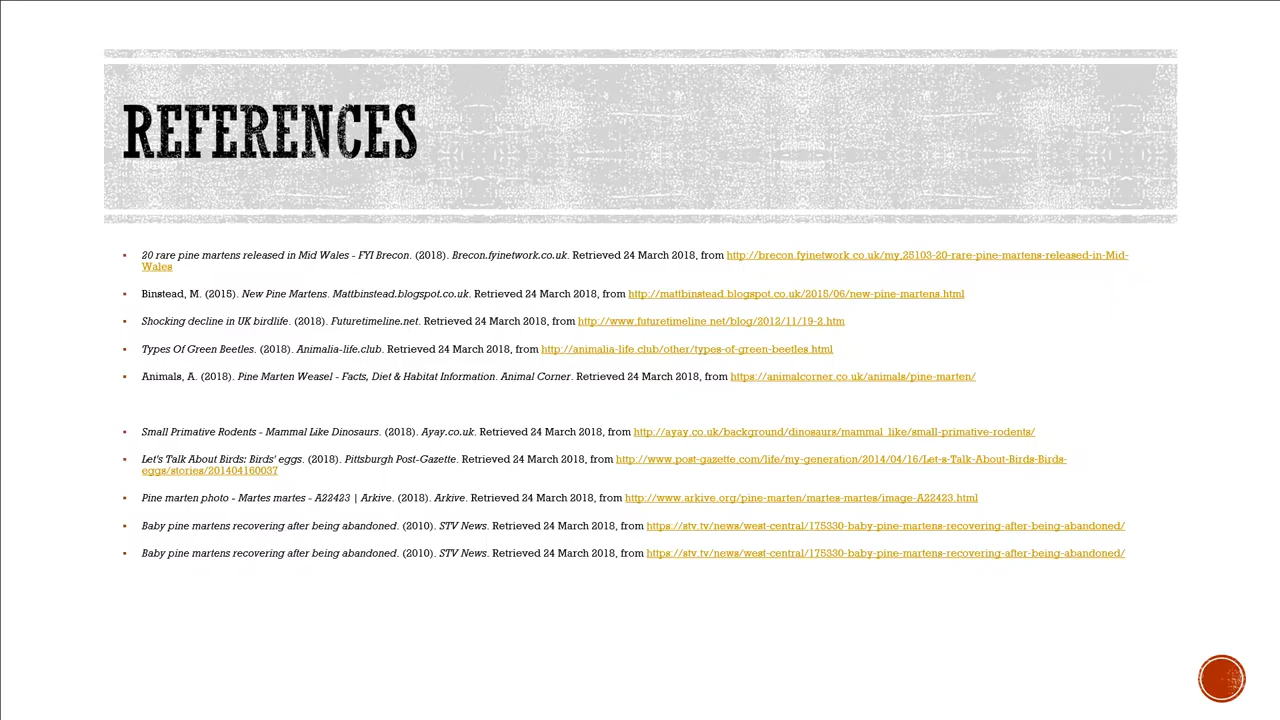 REFERENCES
▪ 20 rare pine martens released in Mid Wales - FYI Brecon. (2018). Brecon.fyinetwork.co.uk. Retrieved 24 March 2018, from http://brecon.fyinetwork.co.uk/my,25103-20-rare-pine-martens-released-in-Mid-
Wales
▪ Binstead, M. (2015). New Pine Martens. Mattbinstead.blogspot.co.uk. Retrieved 24 March 2018, from http://mattbinstead.blogspot.co.uk/2015/06/new-pine-martens.html
▪ Shocking decline in UK birdlife. (2018). Futuretimeline.net. Retrieved 24 March 2018, from http://www.futuretimeline.net/blog/2012/11/19-2.htm
▪ Types Of Green Beetles. (2018). Animalia-life.club. Retrieved 24 March 2018, from http://animalia-life.club/other/types-of-green-beetles.html
▪ Animals, A. (2018). Pine Marten Weasel - Facts, Diet & Habitat Information. Animal Corner. Retrieved 24 March 2018, from https://animalcorner.co.uk/animals/pine-marten/
▪ Small Primative Rodents - Mammal Like Dinosaurs. (2018). Ayay.co.uk. Retrieved 24 March 2018, from http://ayay.co.uk/background/dinosaurs/mammal_like/small-primative-rodents/
▪ Let's Talk About Birds: Birds' eggs. (2018). Pittsburgh Post-Gazette. Retrieved 24 March 2018, from http://www.post-gazette.com/life/my-generation/2014/04/16/Let-s-Talk-About-Birds-Birds-
eggs/stories/201404160037
▪ Pine marten photo - Martes martes - A22423 | Arkive. (2018). Arkive. Retrieved 24 March 2018, from http://www.arkive.org/pine-marten/martes-martes/image-A22423.html
▪ Baby pine martens recovering after being abandoned. (2010). STV News. Retrieved 24 March 2018, from https://stv.tv/news/west-central/175330-baby-pine-martens-recovering-after-being-abandoned/
▪ Baby pine martens recovering after being abandoned. (2010). STV News. Retrieved 24 March 2018, from https://stv.tv/news/west-central/175330-baby-pine-martens-recovering-after-being-abandoned/